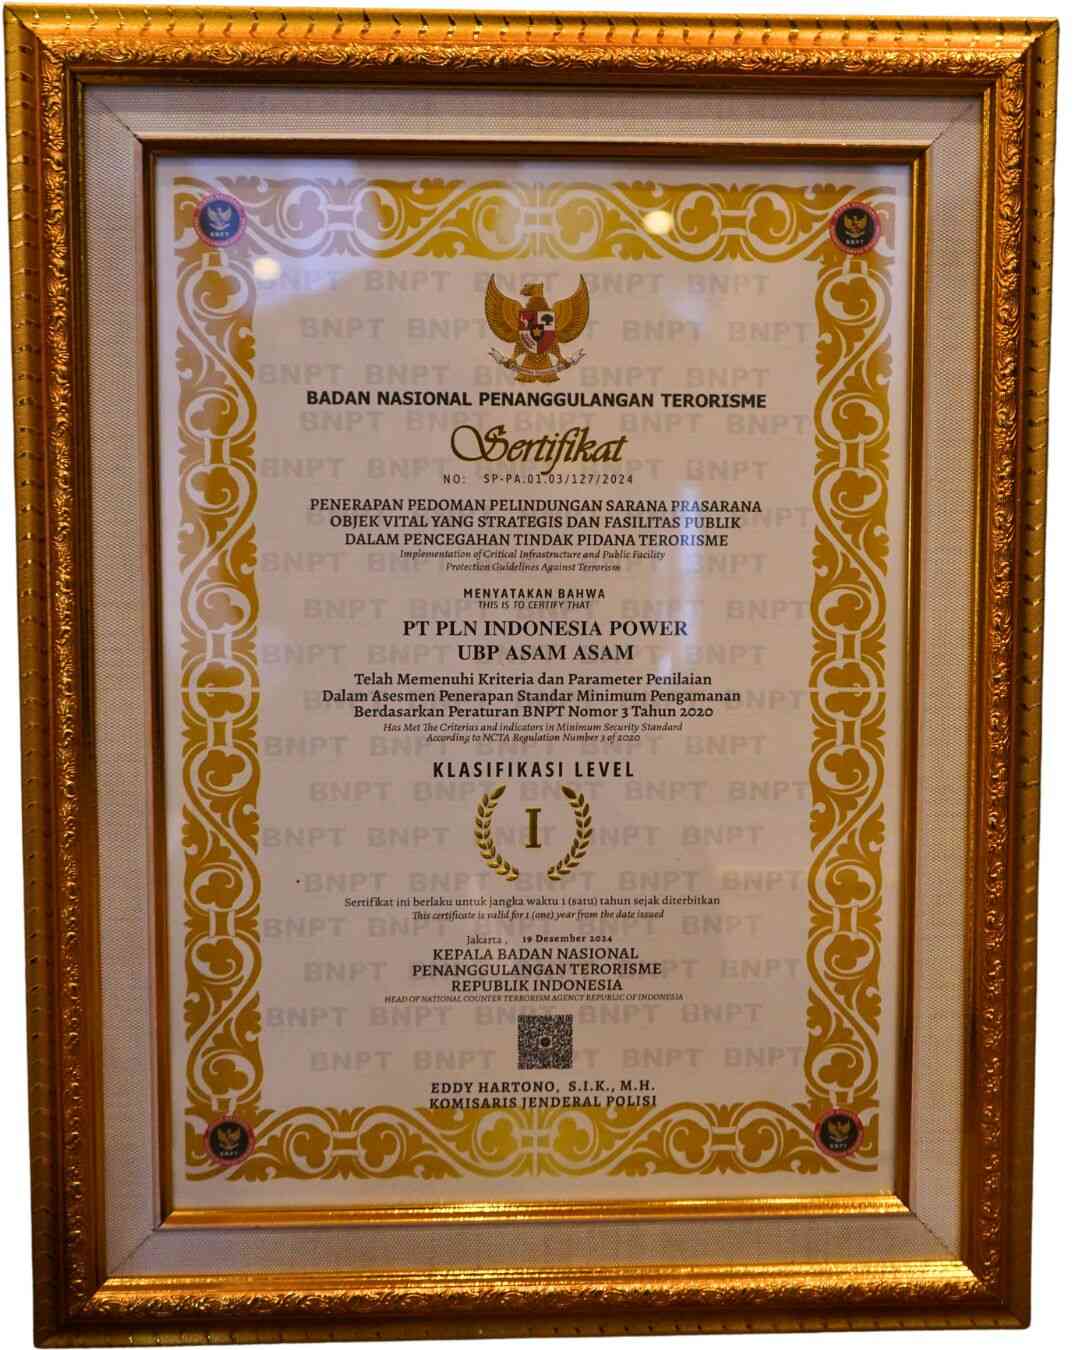 BADAN NASIONAL PENANGGULANGAN TERORISME
Sertifikat
NO: SP-PA.01.03/127/2024
PENERAPAN PEDOMAN PELINDUNGAN SARANA PRASARANA
OBJEK VITAL YANG STRATEGIS DAN FASILITAS PUBLIK
DALAM PENCEGAHAN TINDAK PIDANA TERORISME
Implementation of Critical Infrastructure and Public Facility
Protection Guidelines Against Terrorism
MENYATAKAN BAHWA
THIS IS TO CERTIFY THAT
PT PLN INDONESIA POWER
UBP ASAM ASAM
Telah Memenuhi Kriteria dan Parameter Penilaian
Dalam Asesmen Penerapan Standar Minimum Pengamanan
Berdasarkan Peraturan BNPT Nomor 3 Tahun 2020
Has Met The Criterias and indicators in Minimum Security Standard
According to NCTA Regulation Number 3 of 2020
KLASIFIKASI LEVEL
I
Sertifikat ini berlaku untuk jangka waktu 1 (satu) tahun sejak diterbitkan
This certificate is valid for 1 (one) year from the date issued
Jakarta, 19 Desember 2024
KEPALA BADAN NASIONAL
PENANGGULANGAN TERORISME
REPUBLIK INDONESIA
HEAD OF NATIONAL COUNTER TERRORISM AGENCY REPUBLIC OF INDONESIA
EDDY HARTONO, S.I.K., M.H.
KOMISARIS JENDERAL POLISI